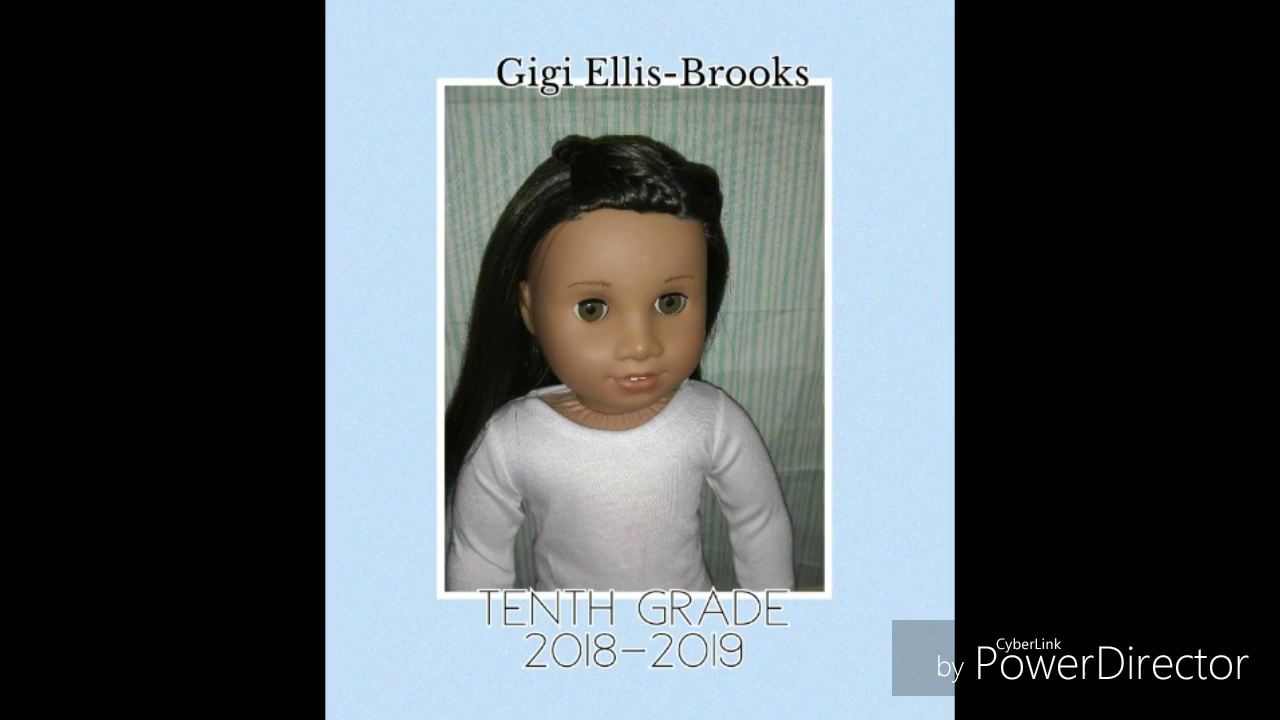 Gigi Ellis-Brooks
TENTH GRADE
2018-2019
CyberLink
by PowerDirector